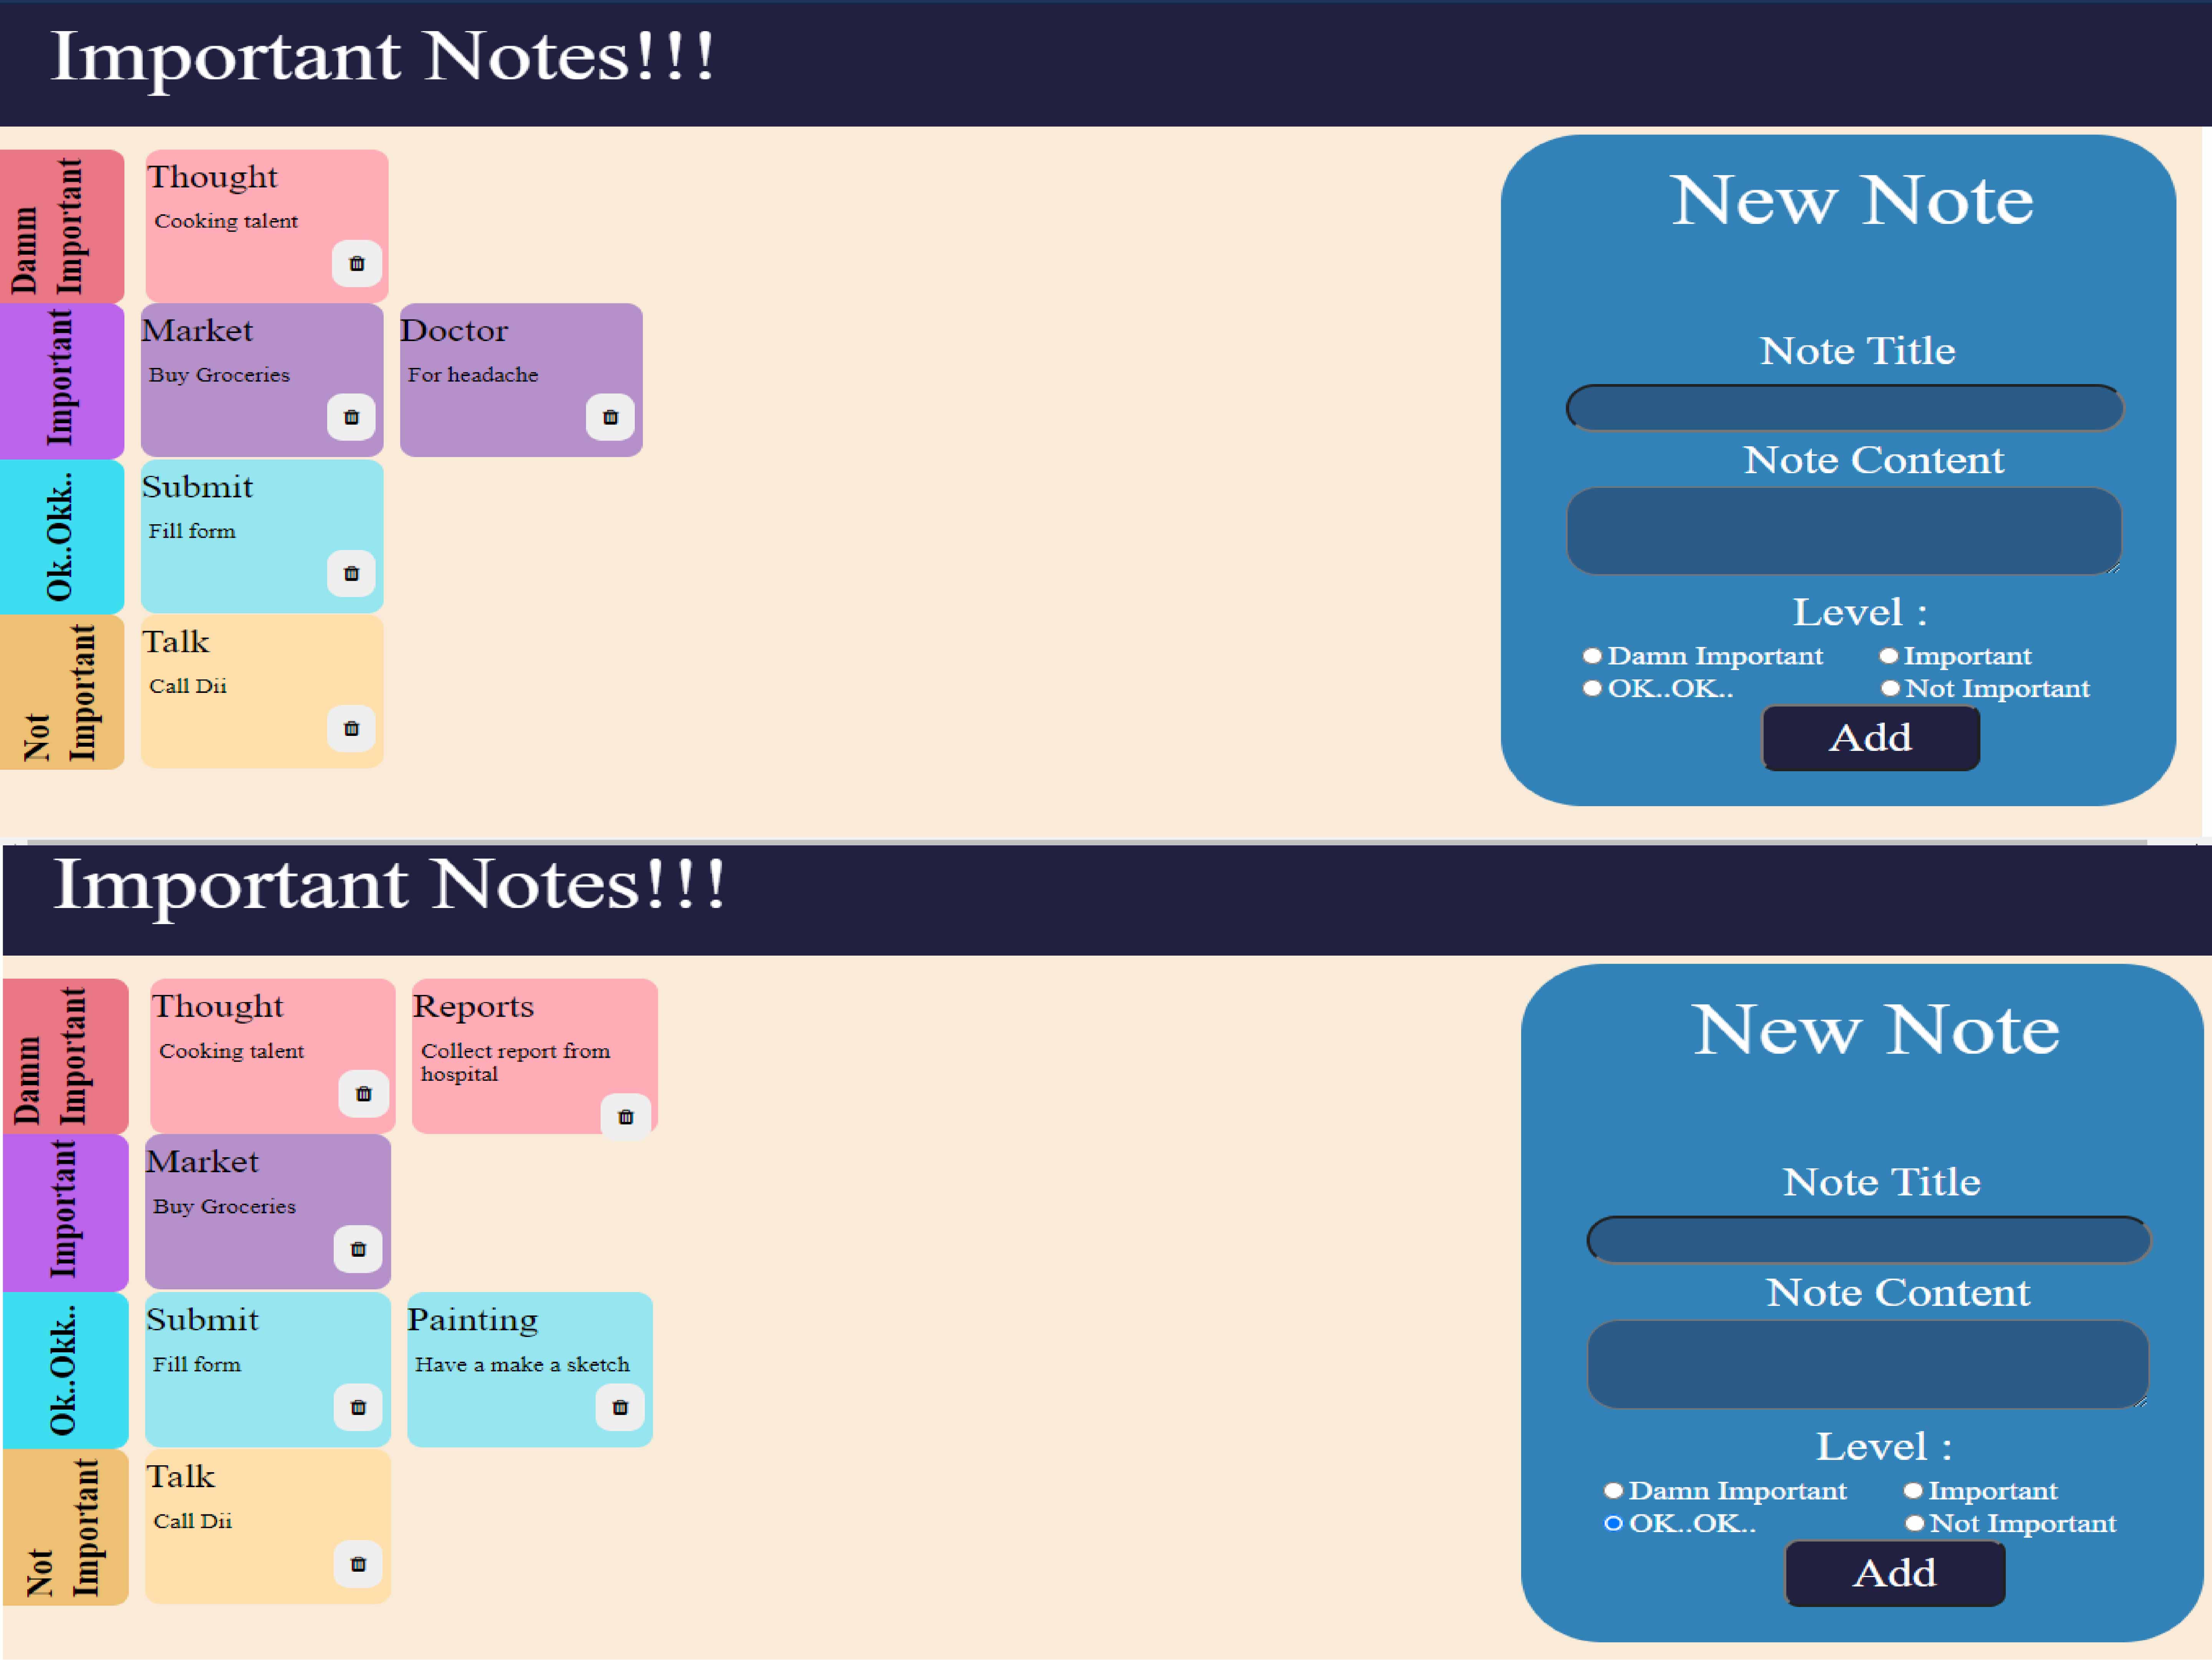 Important Notes!!!
Damm
Important
Thought
Cooking talent
Important
Market
Buy Groceries
Doctor
For headache
Ok..Okk..
Submit
Fill form
Not
Important
Talk
Call Dii
New Note
Note Title
Note Content
Level :
Damn Important
Important
OK..OK..
Not Important
Add
Important Notes!!!
Damm
Important
Thought
Cooking talent
Reports
Collect report from
hospital
Important
Market
Buy Groceries
Ok..Okk..
Submit
Fill form
Painting
Have a make a sketch
Not
Important
Talk
Call Dii
New Note
Note Title
Note Content
Level :
Damn Important
Important
OK..OK..
Not Important
Add